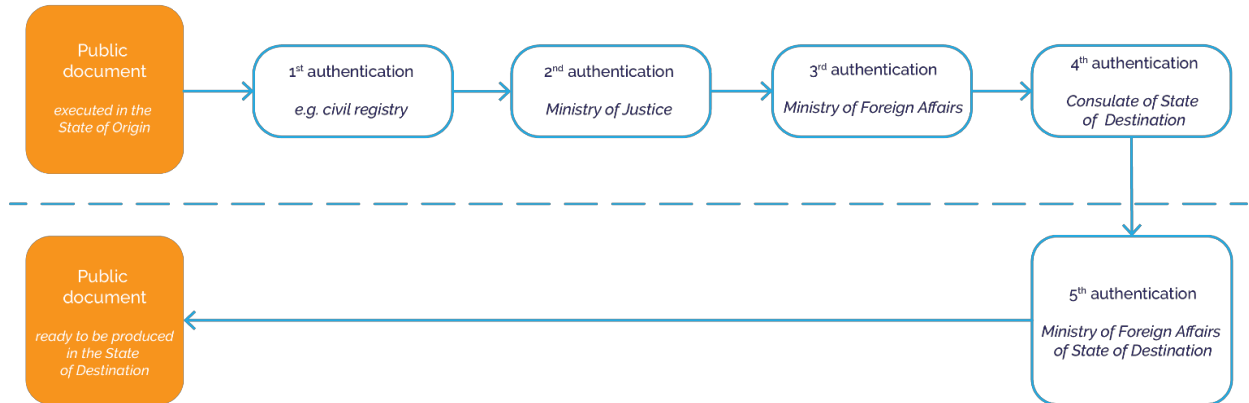 Public
document
executed in the
State of Origin
1st authentication
e.g. civil registry
2nd authentication
Ministry of Justice
3rd authentication
Ministry of Foreign Affairs
4th authentication
Consulate of State
of Destination
5th authentication
Ministry of Foreign Affairs
of State of Destination
Public
document
ready to be produced
in the State
of Destination